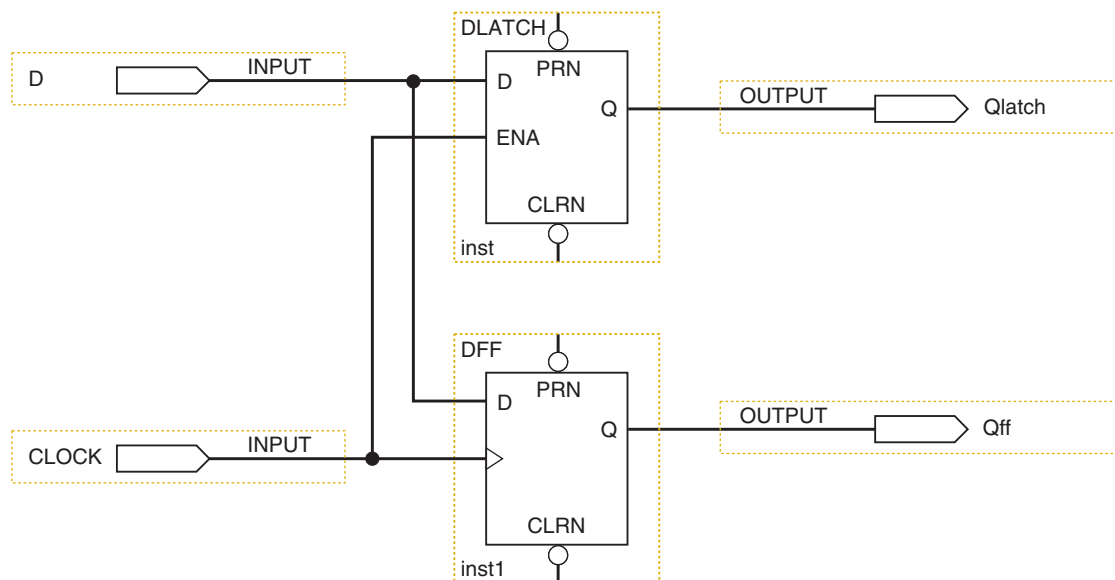 DLATCH
D
INPUT
PRN
D
Q
OUTPUT
Qlatch
ENA
CLRN
inst
DFF
PRN
D
Q
OUTPUT
Qff
CLOCK
INPUT
CLRN
inst1